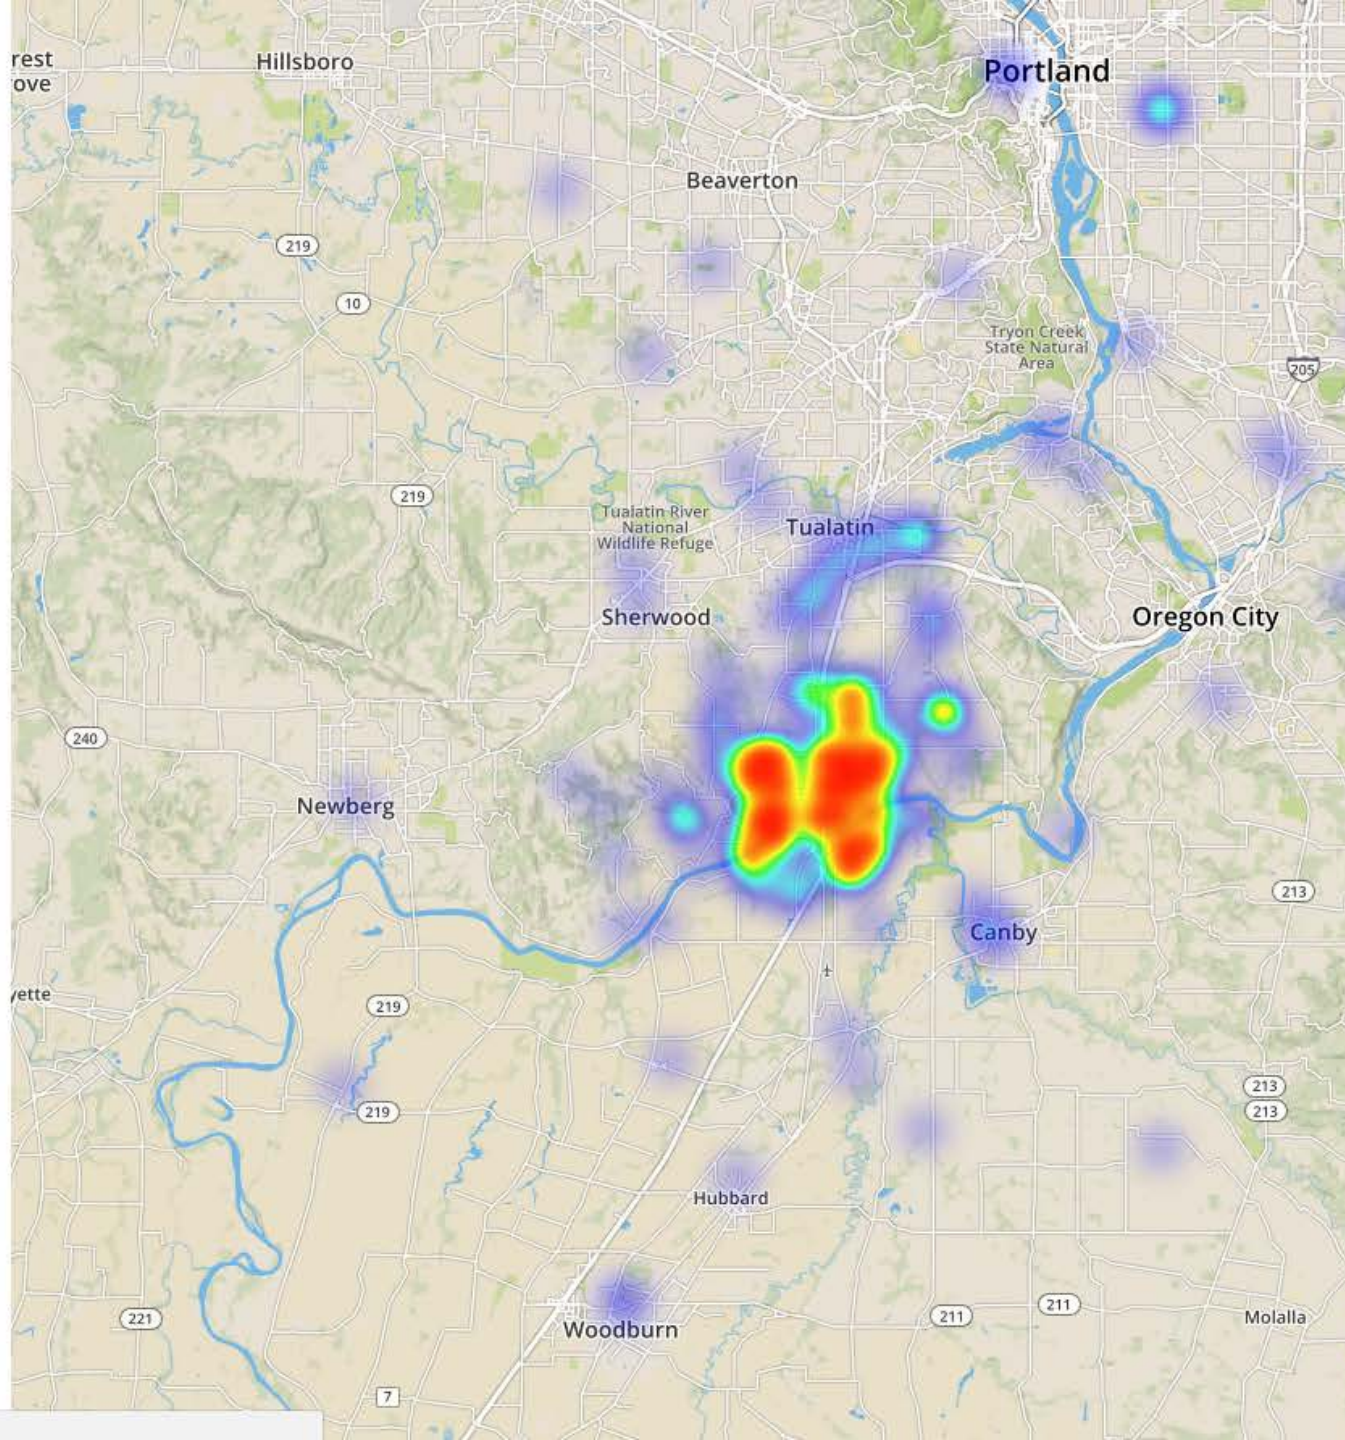 rest
ove
Hillsboro
Portland
Beaverton
219
10
Tryon Creek
State Natural
Area
205
219
Tualatin River
National
Wildlife Refuge
Tualatin
Sherwood
Oregon City
240
Newberg
213
Canby
yette
219
219
213
213
Hubbard
221
Woodburn
211
211
Molalla
7